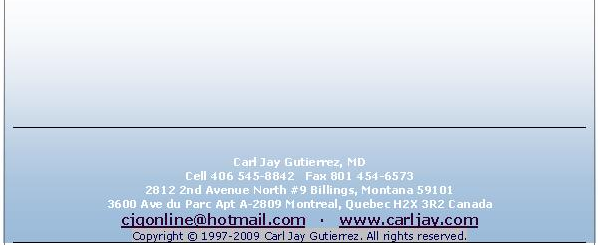 Carl Jay Gutierrez, MD
Cell 406 545-8842 Fax 801 454-6573
2812 2nd Avenue North #9 Billings, Montana 59101
3600 Ave du Parc Apt A-2809 Montreal, Quebec H2X 3R2 Canada
cjgonline@hotmail.com · www.carljay.com
Copyright © 1997-2009 Carl Jay Gutierrez. All rights reserved.